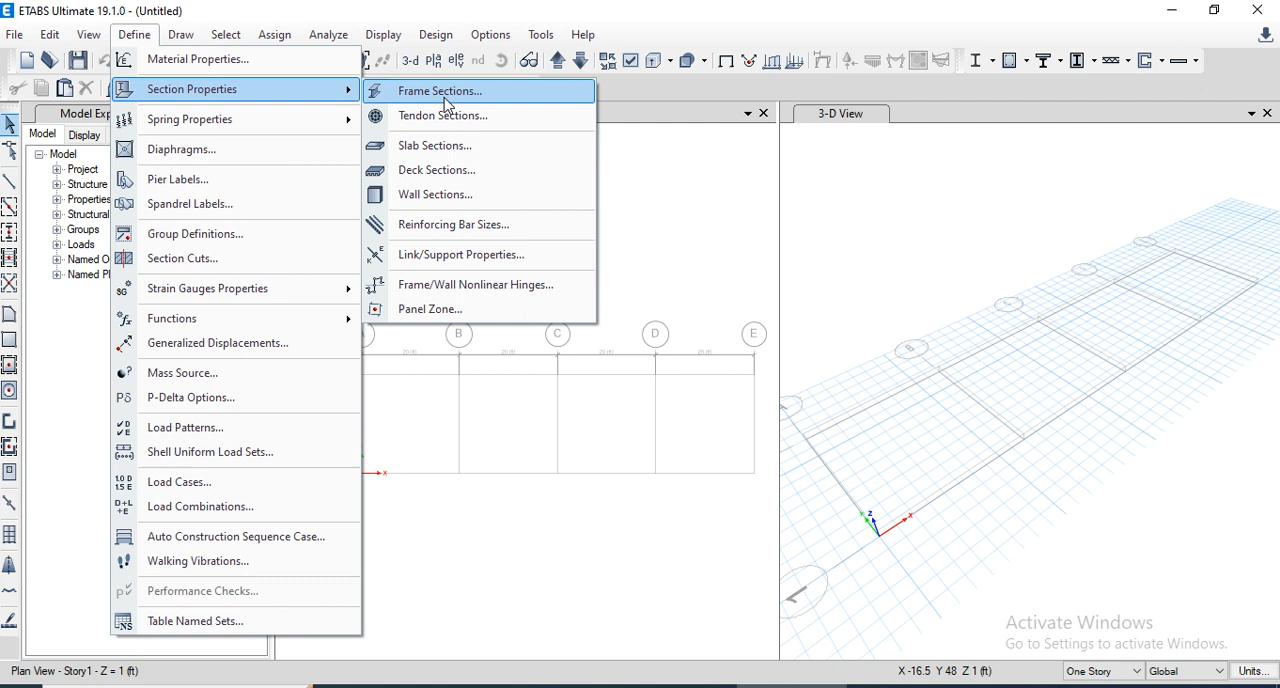 ETABS Ultimate 19.1.0 - (Untitled)
File Edit View Define Draw Select Assign Analyze Display Design Options Tools Help
3-d nd
Model Exp
3-D View
Model Display
Model
Project
Structure
Properties
Structural
Groups
Loads
Named O
Named Pl
Material Properties...
Section Properties
Spring Properties
Diaphragms...
Pier Labels...
Spandrel Labels...
Group Definitions...
Section Cuts...
Strain Gauges Properties
Functions
Generalized Displacements...
Mass Source...
P-Delta Options...
Load Patterns...
Shell Uniform Load Sets...
Load Cases...
Load Combinations...
Auto Construction Sequence Case...
Walking Vibrations...
Performance Checks...
Table Named Sets...
Frame Sections...
Tendon Sections...
Slab Sections...
Deck Sections...
Wall Sections...
Reinforcing Bar Sizes...
Link/Support Properties...
Frame/Wall Nonlinear Hinges...
Panel Zone...
B C D E
X
Z
Y X
1
Activate Windows
Go to Settings to activate Windows.
Plan View - Story1 - Z = 1 (ft)
X -16.5 Y 48 Z 1 (ft)
One Story
Global
Units...